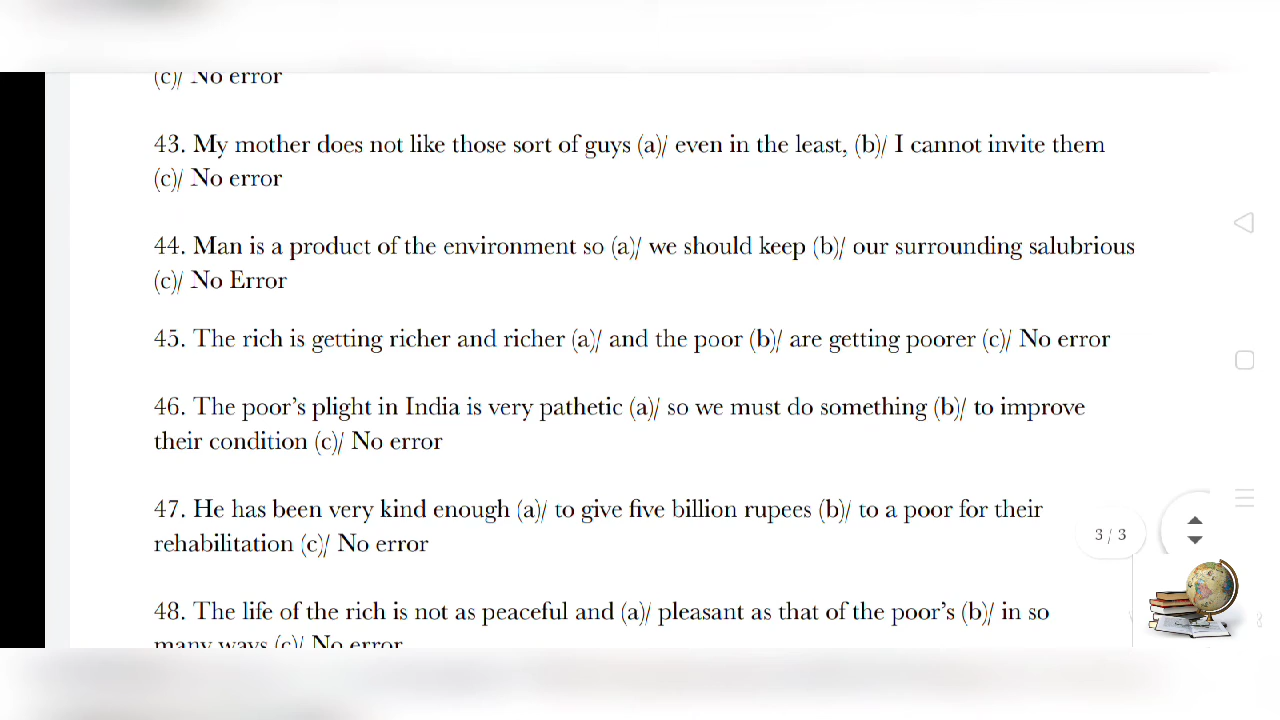 (c)/ No error
43. My mother does not like those sort of guys (a)/ even in the least, (b)/ I cannot invite them
(c)/ No error
44. Man is a product of the environment so (a)/ we should keep (b)/ our surrounding salubrious
(c)/ No Error
45. The rich is getting richer and richer (a)/ and the poor (b)/ are getting poorer (c)/ No error
46. The poor's plight in India is very pathetic (a)/ so we must do something (b)/ to improve
their condition (c)/ No error
47. He has been very kind enough (a)/ to give five billion rupees (b)/ to a poor for their
rehabilitation (c)/ No error
3 / 3
48. The life of the rich is not as peaceful and (a)/ pleasant as that of the poor's (b)/ in so
many ways (c)/ No error